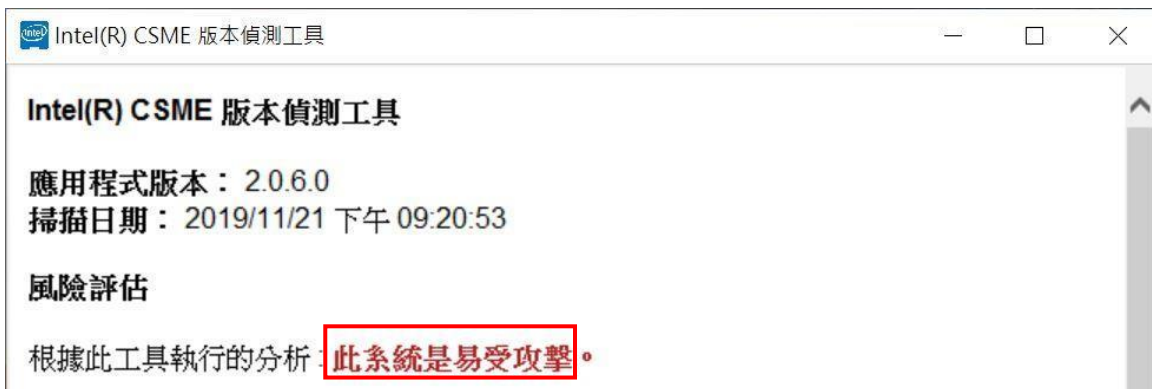 Intel(R) CSME 版本偵測工具
Intel(R) CSME 版本偵測工具
應用程式版本： 2.0.6.0
掃描日期： 2019/11/21 下午 09:20:53
風險評估
根據此工具執行的分析：此系統是易受攻擊。